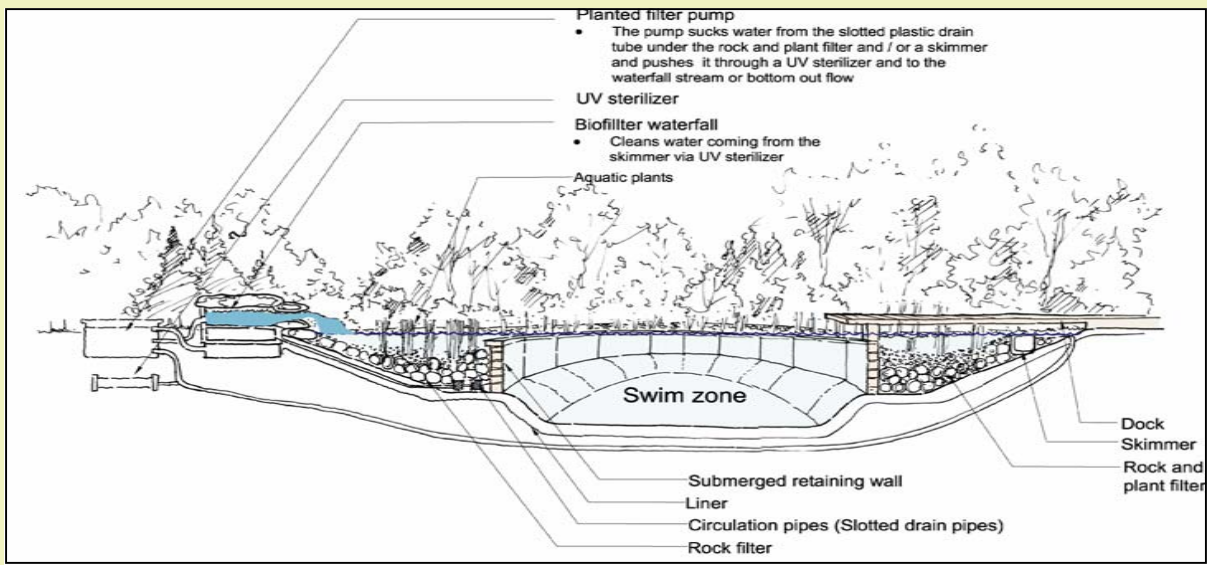 Planted filter pump
• The pump sucks water from the slotted plastic drain
tube under the rock and plant filter and / or a skimmer
and pushes it through a UV sterilizer and to the
waterfall stream or bottom out flow
UV sterilizer
Biofillter waterfall
• Cleans water coming from the
skimmer via UV sterilizer
Aquatic plants
Swim zone
Dock
Skimmer
Rock and
plant filter
Submerged retaining wall
Liner
Circulation pipes (Slotted drain pipes)
Rock filter